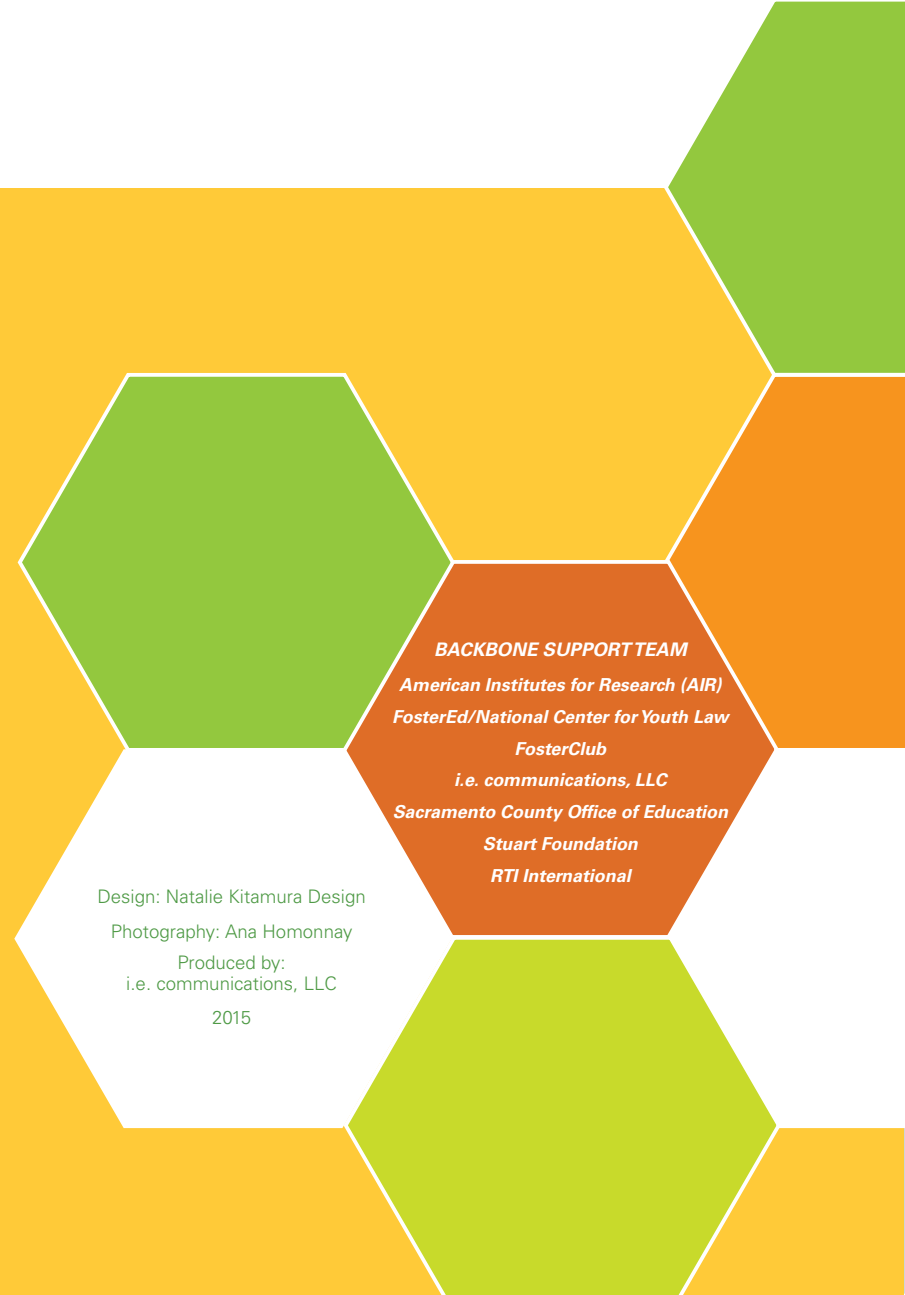 BACKBONE SUPPORT TEAM
American Institutes for Research (AIR)
FosterEd/National Center for Youth Law
FosterClub
i.e. communications, LLC
Sacramento County Office of Education
Stuart Foundation
RTI International
Design: Natalie Kitamura Design
Photography: Ana Homonnay
Produced by:
i.e. communications, LLC
2015